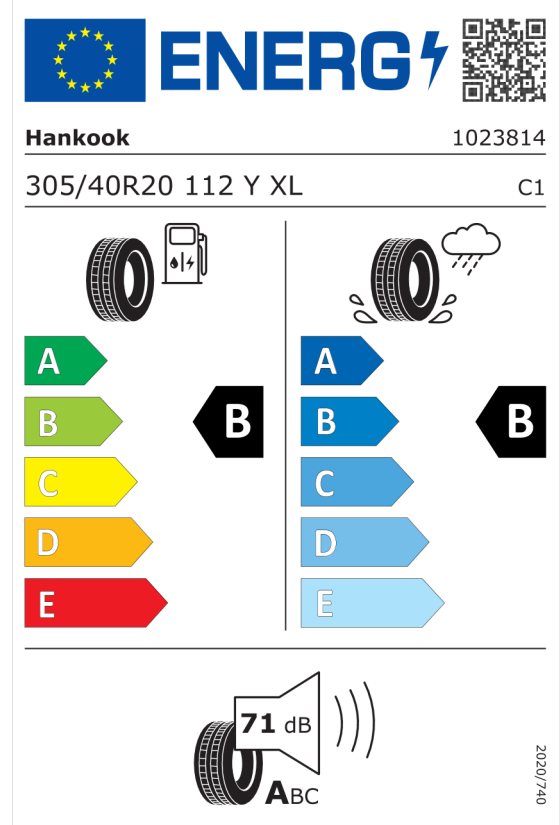 ENERG
Hankook 1023814
305/40R20 112 Y XL C1
A A
B B B B
C C
D D
E E
71 dB
ABC
2020/740